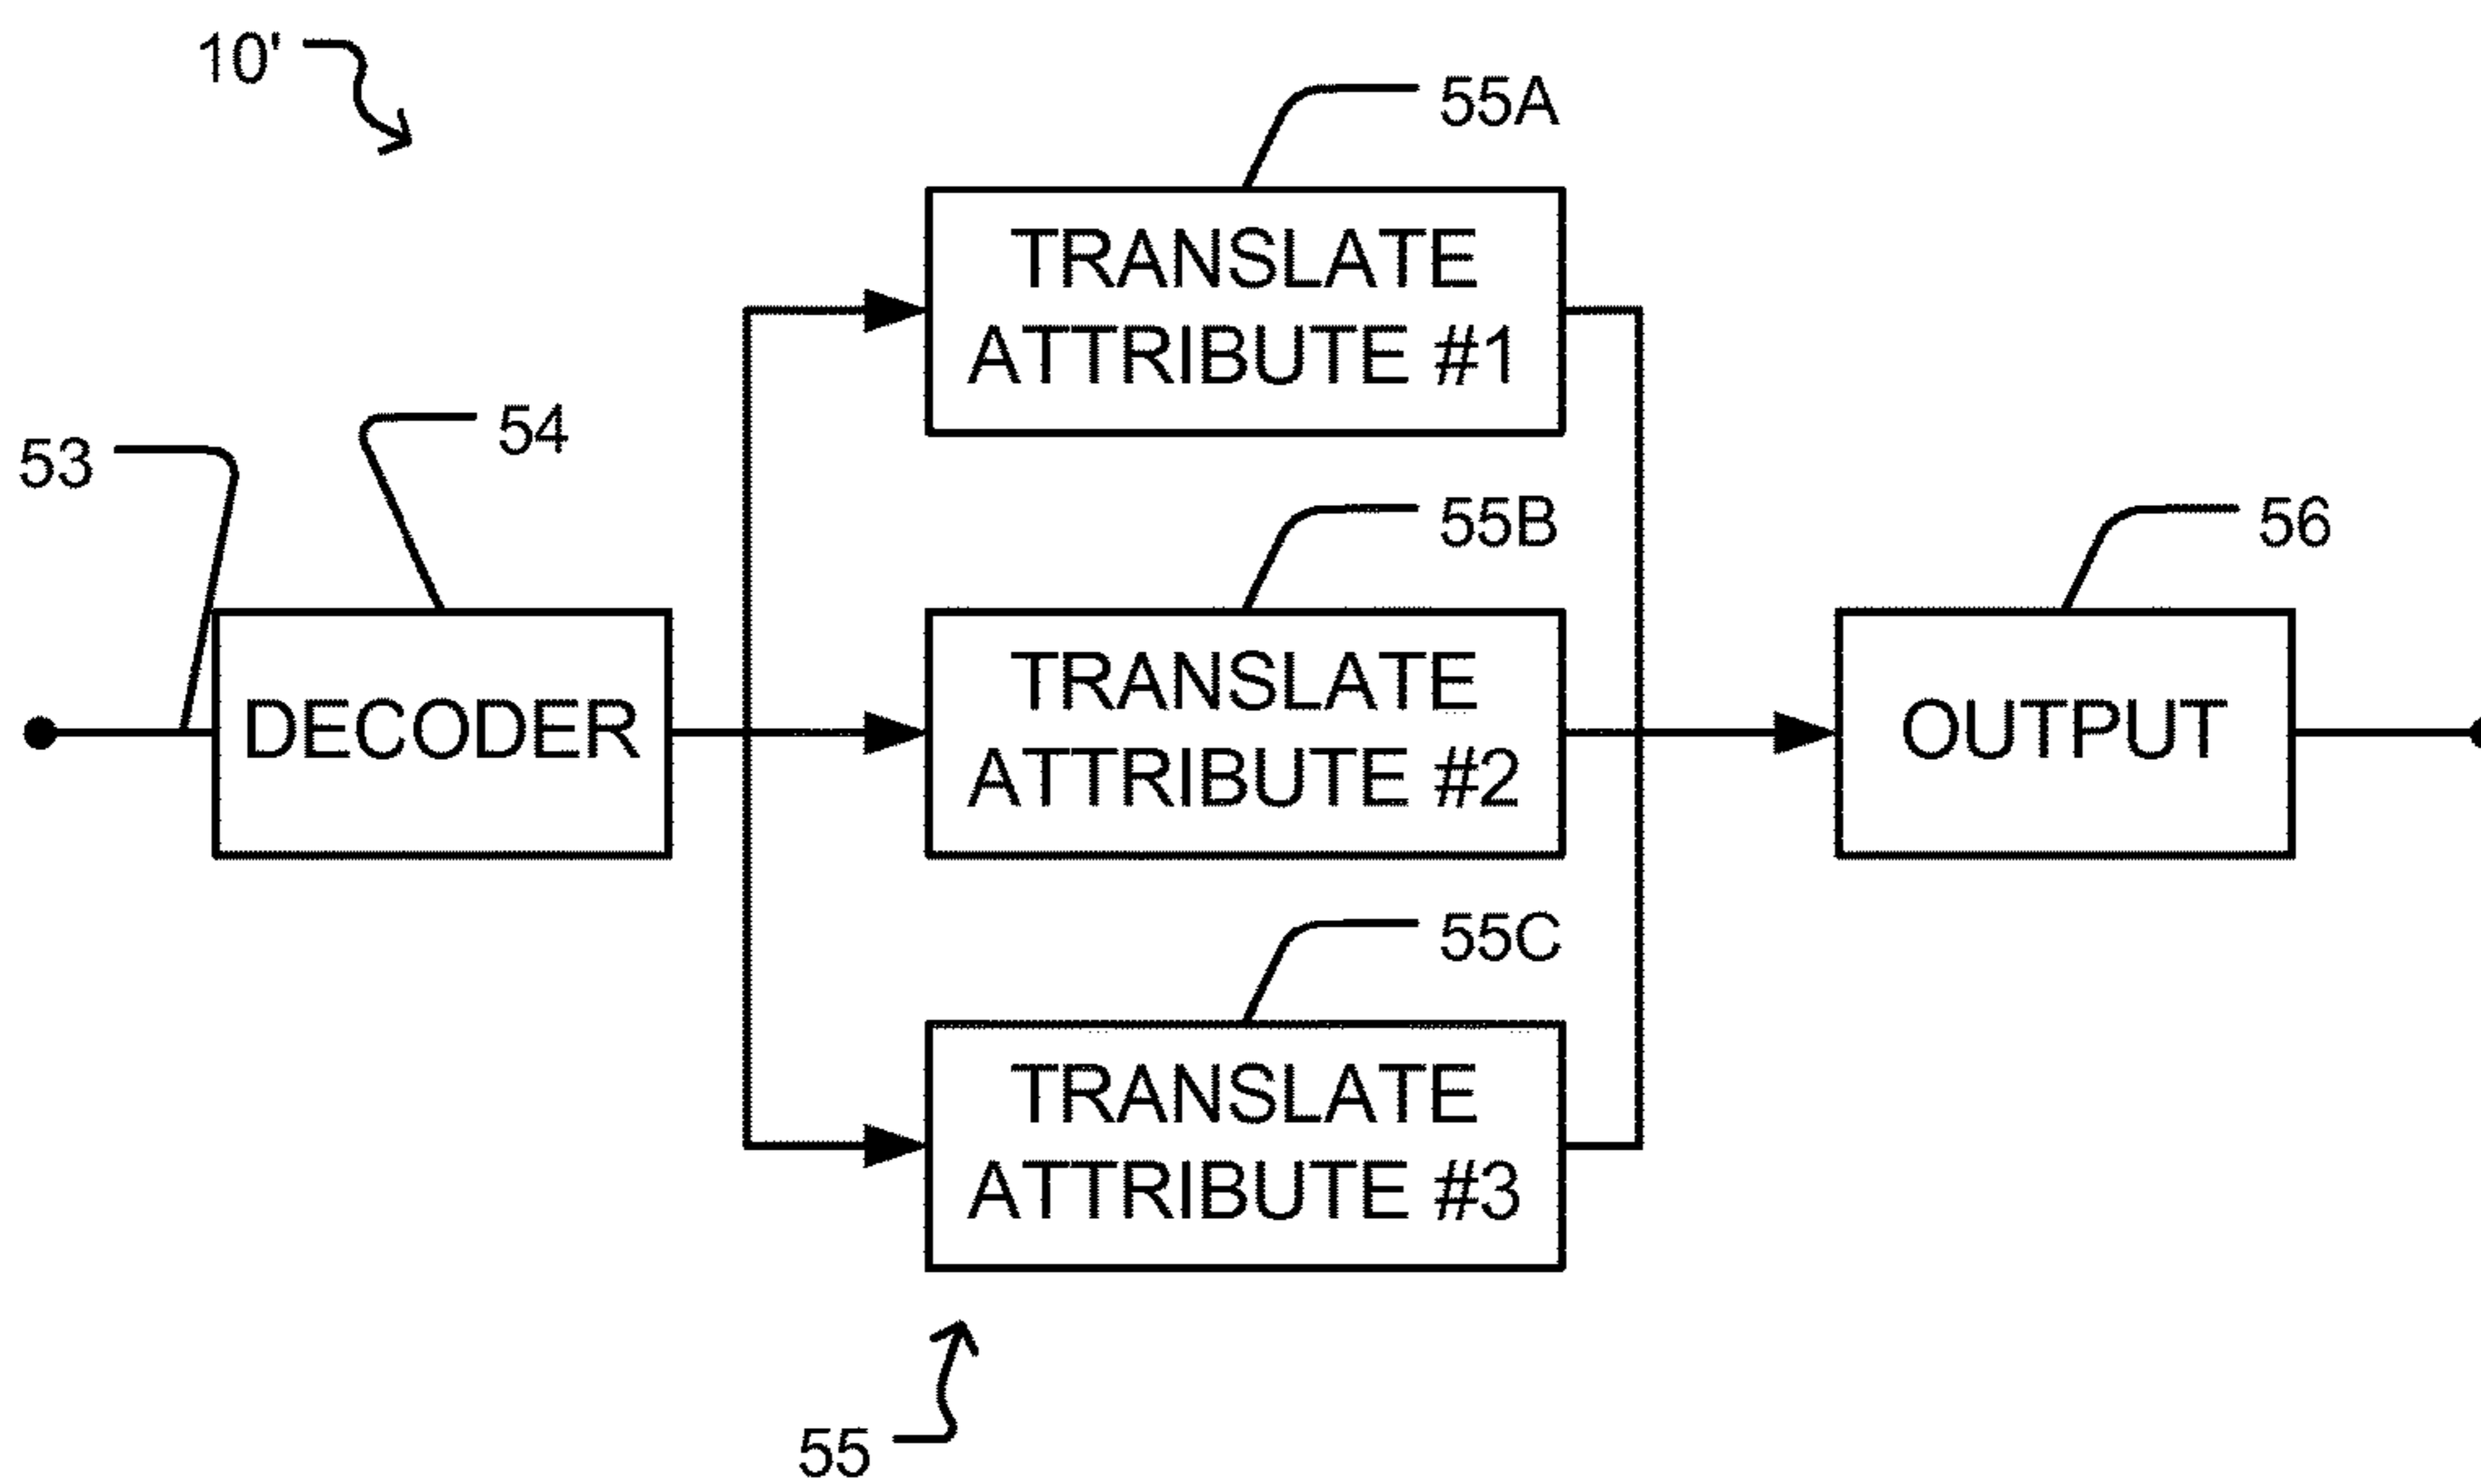 10'
55A
TRANSLATE
ATTRIBUTE #1
54
53
55B
56
TRANSLATE
ATTRIBUTE #2
DECODER
OUTPUT
55C
TRANSLATE
ATTRIBUTE #3
55